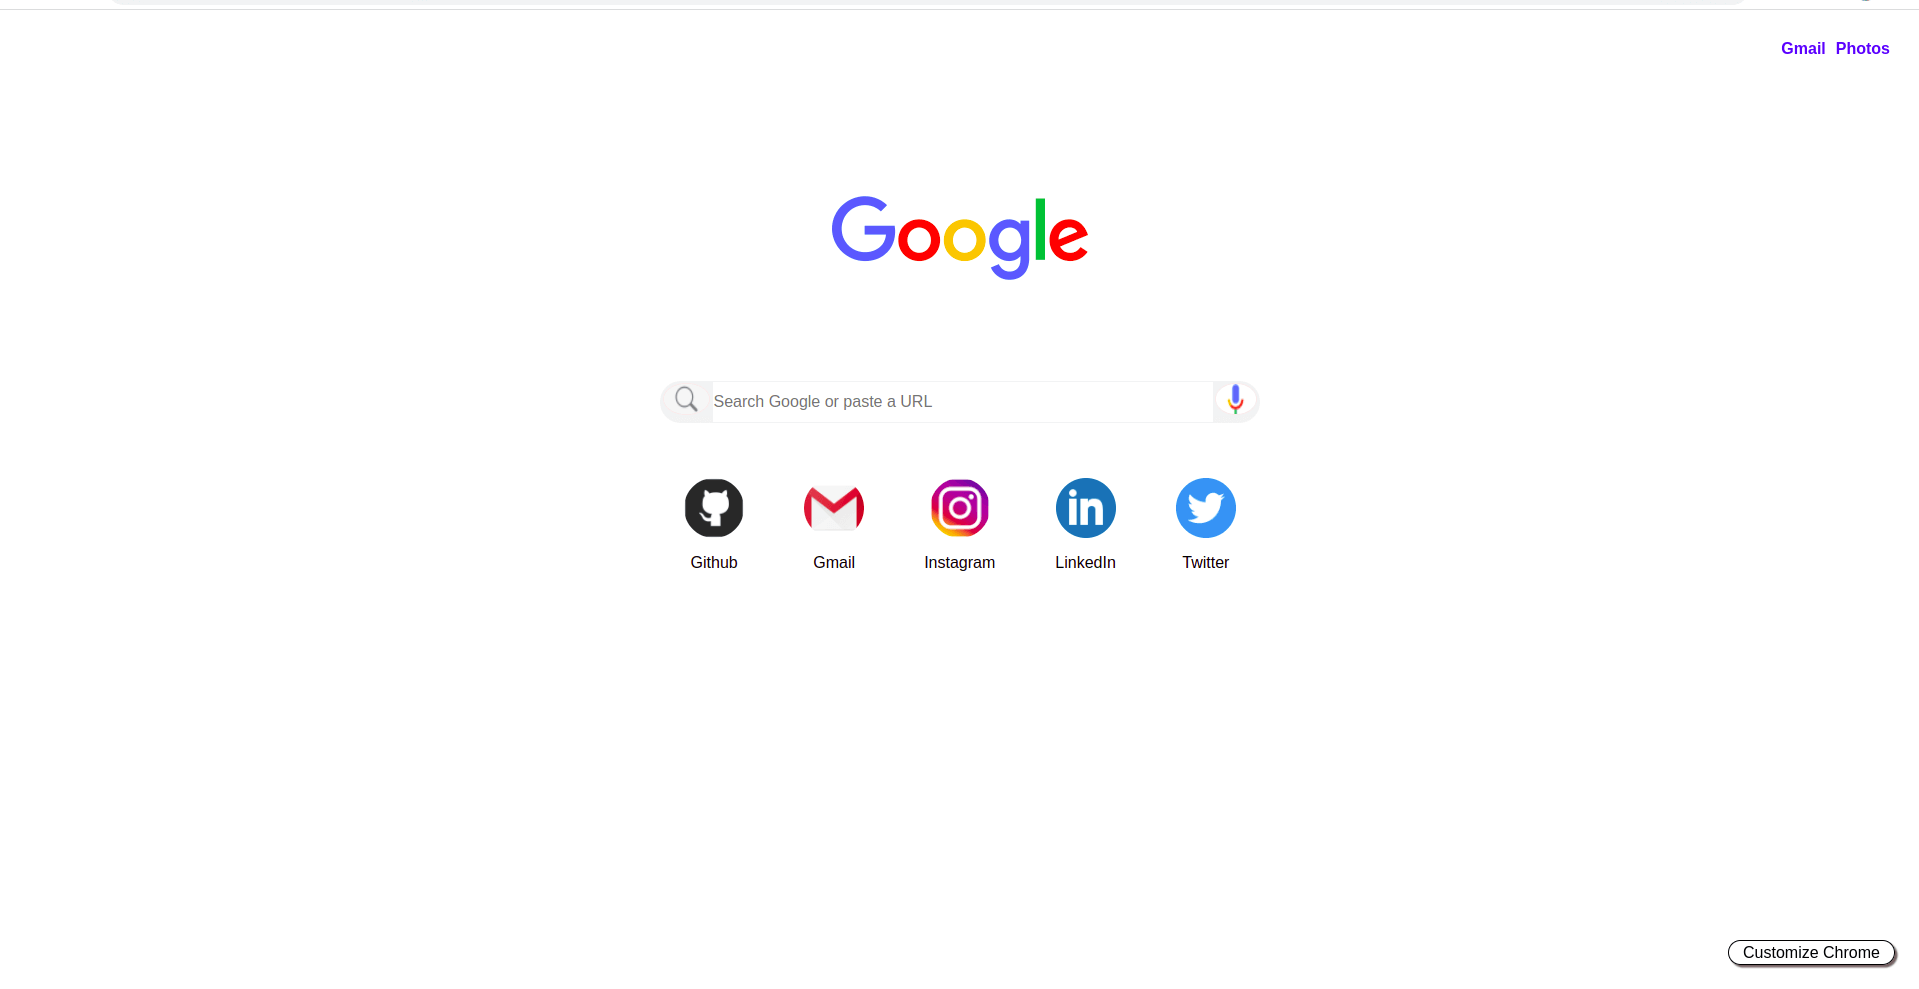 Gmail Photos
Google
Search Google or paste a URL
Github Gmail Instagram LinkedIn Twitter
Customize Chrome